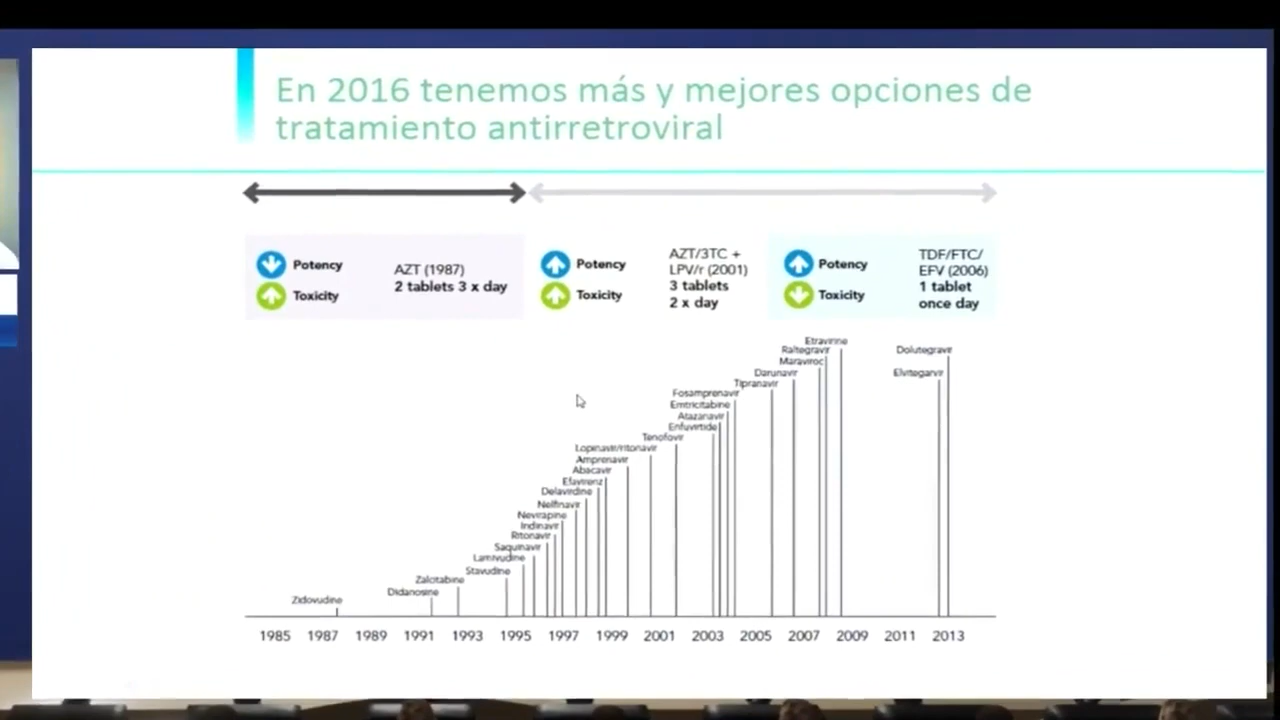 En 2016 tenemos más y mejores opciones de
tratamiento antirretroviral
Potency
Toxicity
AZT (1987)
2 tablets 3 x day
Potency
Toxicity
AZT/3TC +
LPV/r (2001)
3 tablets
2 x day
Potency
Toxicity
TDF/FTC/
EFV (2006)
1 tablet
once day
Etravirine
Raltegravir
Maraviroc
Darunavir
Tipranavir
Fosamprenavir
Emtricitabine
Atazanavir
Enfuvirtide
Tenofovir
Lopinavir/ritonavir
Amprenavir
Abacavir
Efavirenz
Delavirdine
Nelfinavir
Nevirapine
Indinavir
Ritonavir
Saquinavir
Lamivudine
Stavudine
Zalcitabine
Didanosine
Zidovudine
Dolutegravir
Elvitegarvir
1985 1987 1989 1991 1993 1995 1997 1999 2001 2003 2005 2007 2009 2011 2013